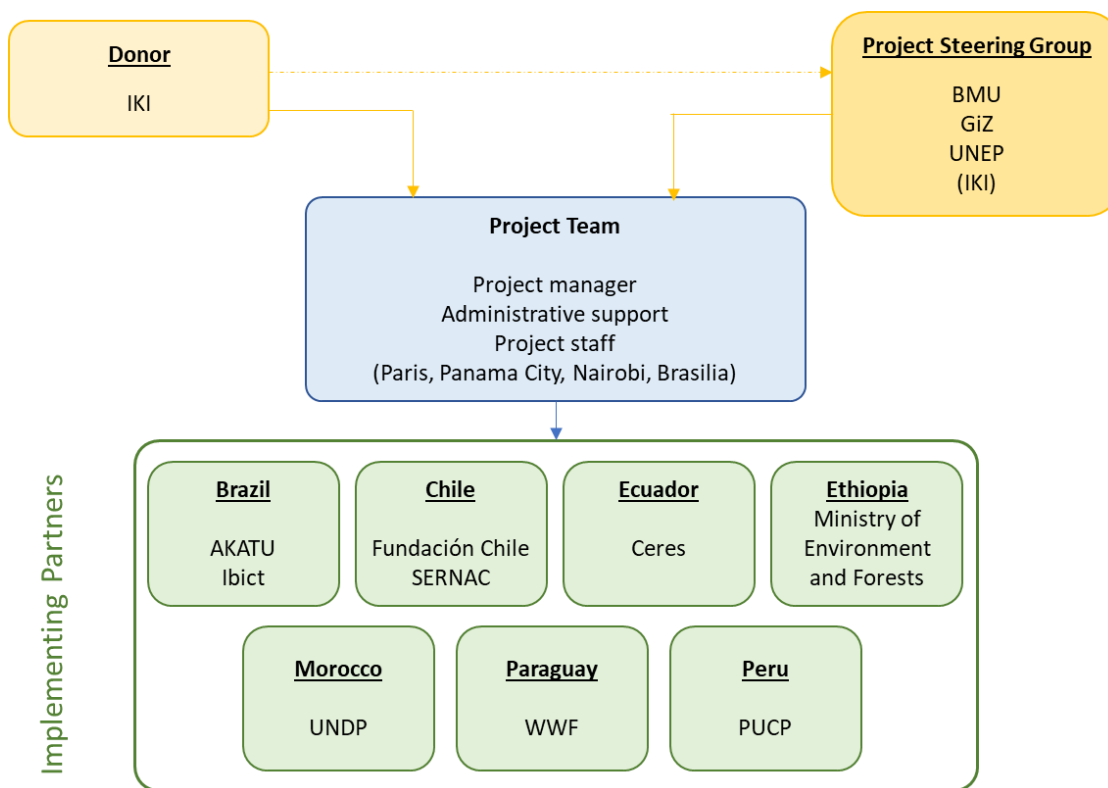 Donor
IKI
Project Steering Group
BMU
GiZ
UNEP
(IKI)
Project Team
Project manager
Administrative support
Project staff
(Paris, Panama City, Nairobi, Brasilia)
Implementing Partners
Brazil
AKATU
Ibict
Chile
Fundación Chile
SERNAC
Ecuador
Ceres
Ethiopia
Ministry of
Environment
and Forests
Morocco
UNDP
Paraguay
WWF
Peru
PUCP